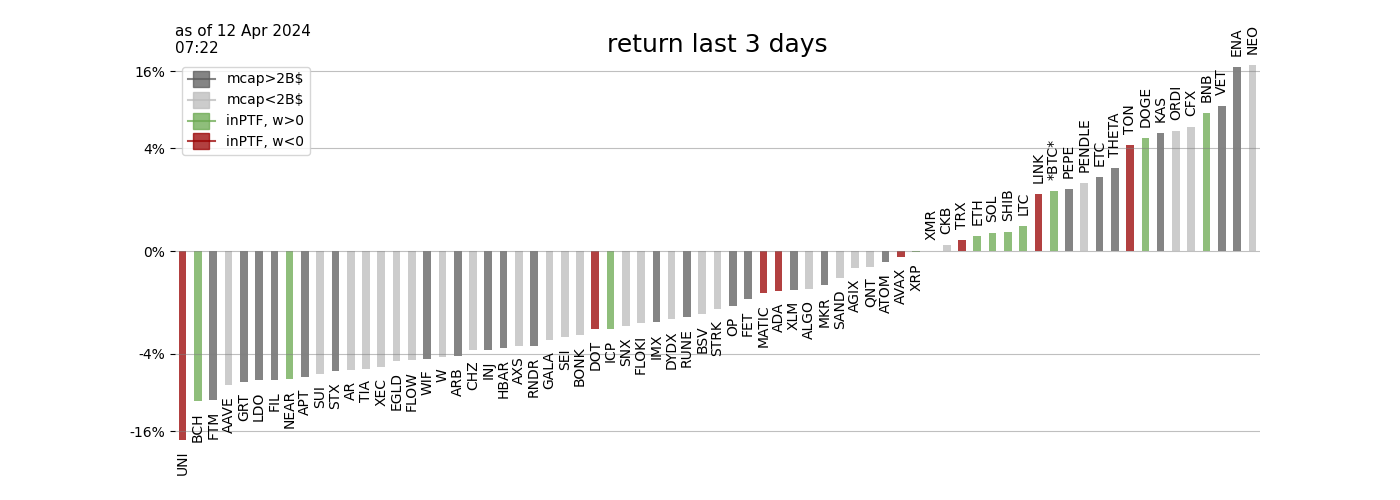 as of 12 Apr 2024
07:22
return last 3 days
16%
4%
0%
-4%
-16%
mcap>2B$
mcap<2B$
inPTF, w>0
inPTF, w<0
UNI
BCH
FTM
AAVE
GRT
LDO
FIL
NEAR
APT
SUI
STX
AR
TIA
XEC
EGLD
FLOW
WIF
W
ARB
CHZ
INJ
HBAR
AXS
RNDR
GALA
SEI
BONK
DOT
ICP
SNX
FLOKI
IMX
DYDX
RUNE
BSV
STRK
OP
FET
MATIC
ADA
XLM
ALGO
MKR
SAND
AGIX
QNT
ATOM
AVAX
XRP
XMR
CKB
TRX
ETH
SOL
SHIB
LTC
LINK
*BTC*
PEPE
PENDLE
ETC
THETA
TON
DOGE
KAS
ORDI
CFX
BNB
VET
ENA
NEO